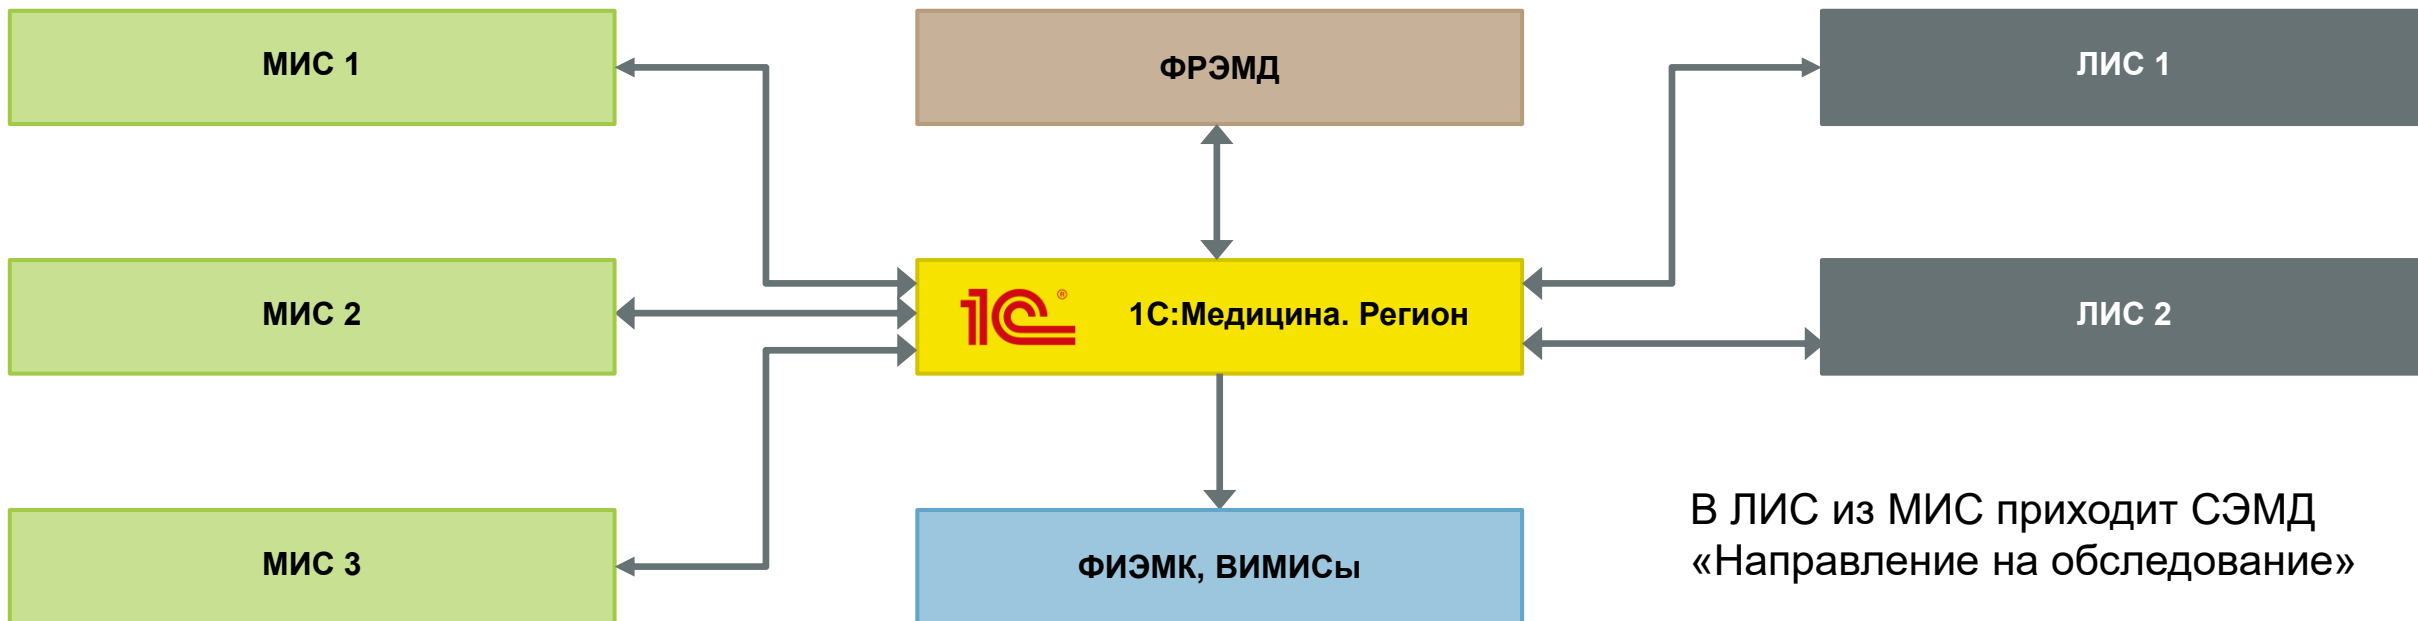 МИС 1
ФРЭМД
ЛИС 1
МИС 2
1С® 1С:Медицина. Регион
ЛИС 2
МИС 3
ФИЭМК, ВИМИСы
В ЛИС из МИС приходит СЭМД
«Направление на обследование»